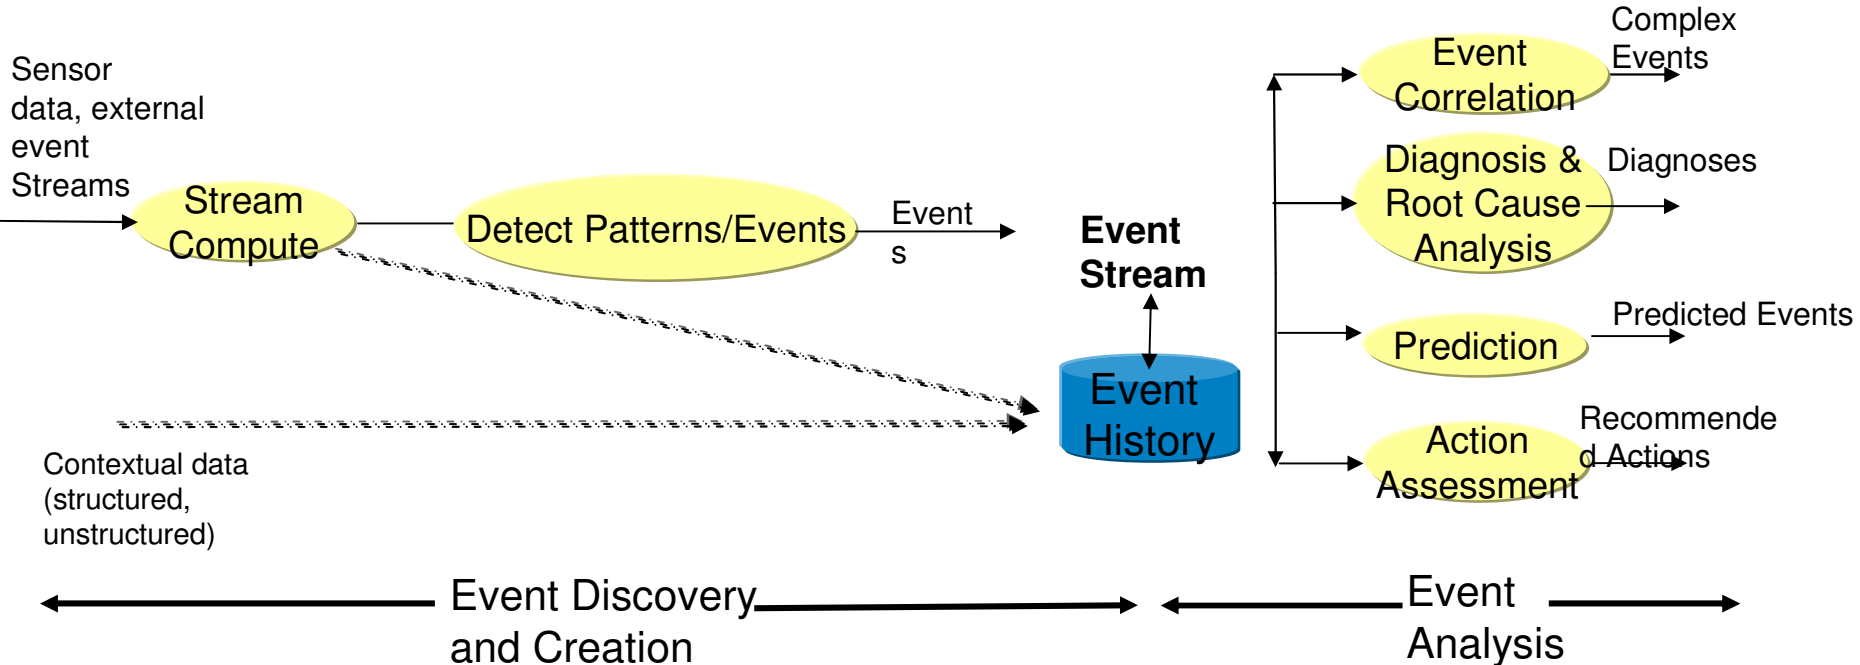 Sensor
data, external
event
Streams
Stream
Compute
Detect Patterns/Events
Event
s
Event
Stream
Event
History
Contextual data
(structured,
unstructured)
Event
Correlation
Complex
Events
Diagnosis &
Root Cause
Analysis
Diagnoses
Prediction
Predicted Events
Action
Assessment
Recommende
d Actions
Event Discovery
and Creation
Event
Analysis